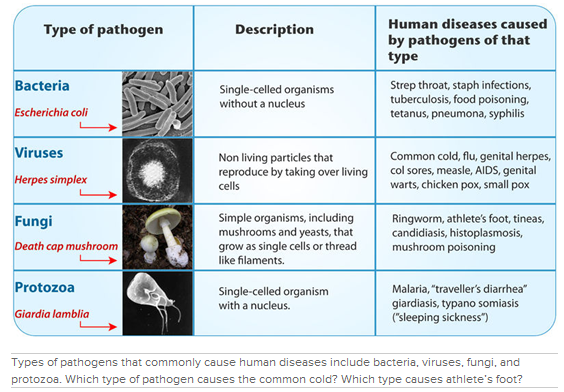 Type of pathogen
Description
Human diseases caused
by pathogens of that
type
Bacteria
Escherichia coli
Single-celled organisms
without a nucleus
Strep throat, staph infections,
tuberculosis, food poisoning,
tetanus, pneumona, syphilis
Viruses
Herpes simplex
Non living particles that
reproduce by taking over living
cells
Common cold, flu, genital herpes,
col sores, measle, AIDS, genital
warts, chicken pox, small pox
Fungi
Death cap mushroom
Simple organisms, including
mushrooms and yeasts, that
grow as single cells or thread
like filaments.
Ringworm, athlete's foot, tineas,
candidiasis, histoplasmosis,
mushroom poisoning
Protozoa
Giardia lamblia
Single-celled organism
with a nucleus.
Malaria, "traveller's diarrhea"
giardiasis, typano somiasis
("sleeping sickness")
Types of pathogens that commonly cause human diseases include bacteria, viruses, fungi, and
protozoa. Which type of pathogen causes the common cold? Which type causes athlete's foot?